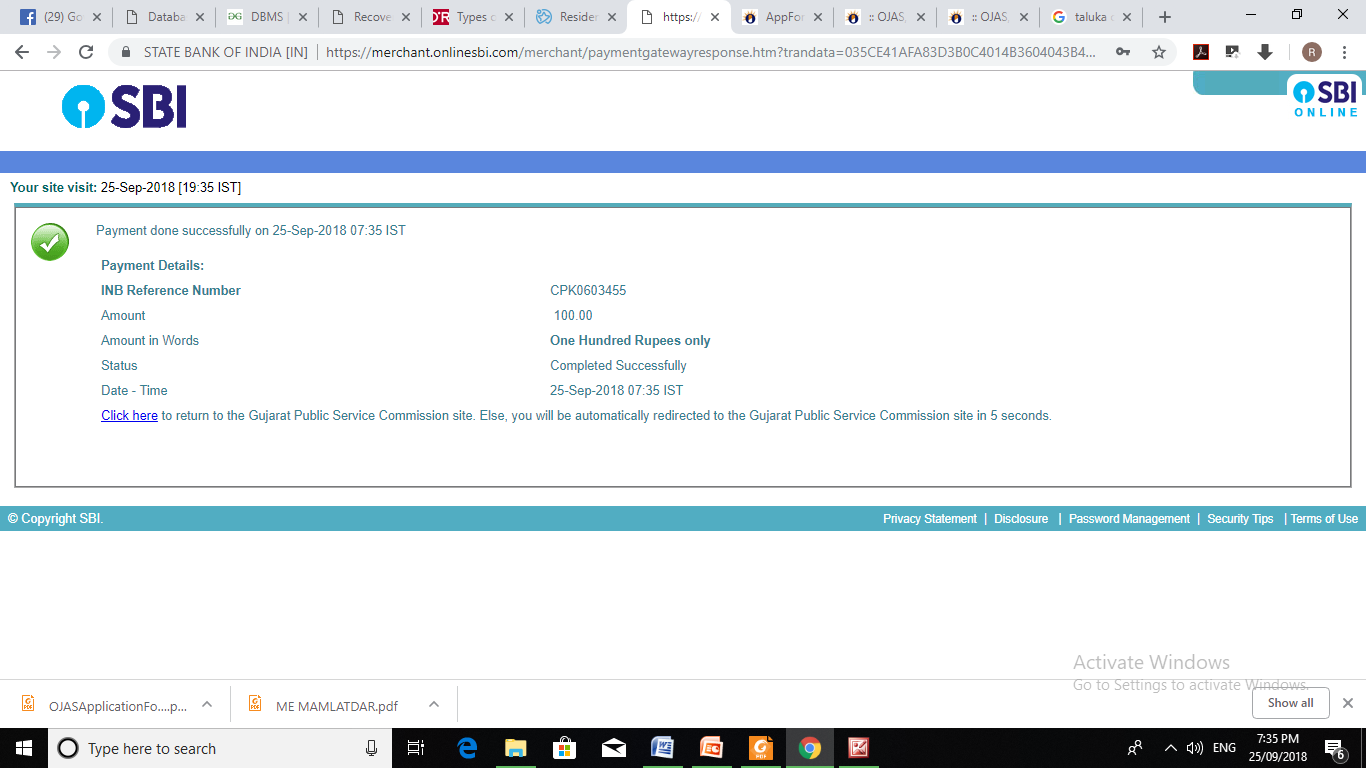 (29) Go
Databa
DBMS |
Recove
Types o
Residen
https://
AppFor
:: OJAS,
:: OJAS,
taluka
STATE BANK OF INDIA [IN] https://merchant.onlinesbi.com/merchant/paymentgatewayresponse.htm?trandata=035CE41AFA83D3B0C4014B3604043B4...
R
SBI
SBI
ONLINE
Your site visit: 25-Sep-2018 [19:35 IST]
Payment done successfully on 25-Sep-2018 07:35 IST
Payment Details:
INB Reference Number CPK0603455
Amount 100.00
Amount in Words One Hundred Rupees only
Status Completed Successfully
Date - Time 25-Sep-2018 07:35 IST
Click here to return to the Gujarat Public Service Commission site. Else, you will be automatically redirected to the Gujarat Public Service Commission site in 5 seconds.
© Copyright SBI. Privacy Statement | Disclosure | Password Management | Security Tips | Terms of Use
Activate Windows
Go to Settings to activate Windows.
OJASApplicationFo....p... ME MAMLATDAR.pdf Show all
Type here to search
ENG
7:35 PM
25/09/2018
6